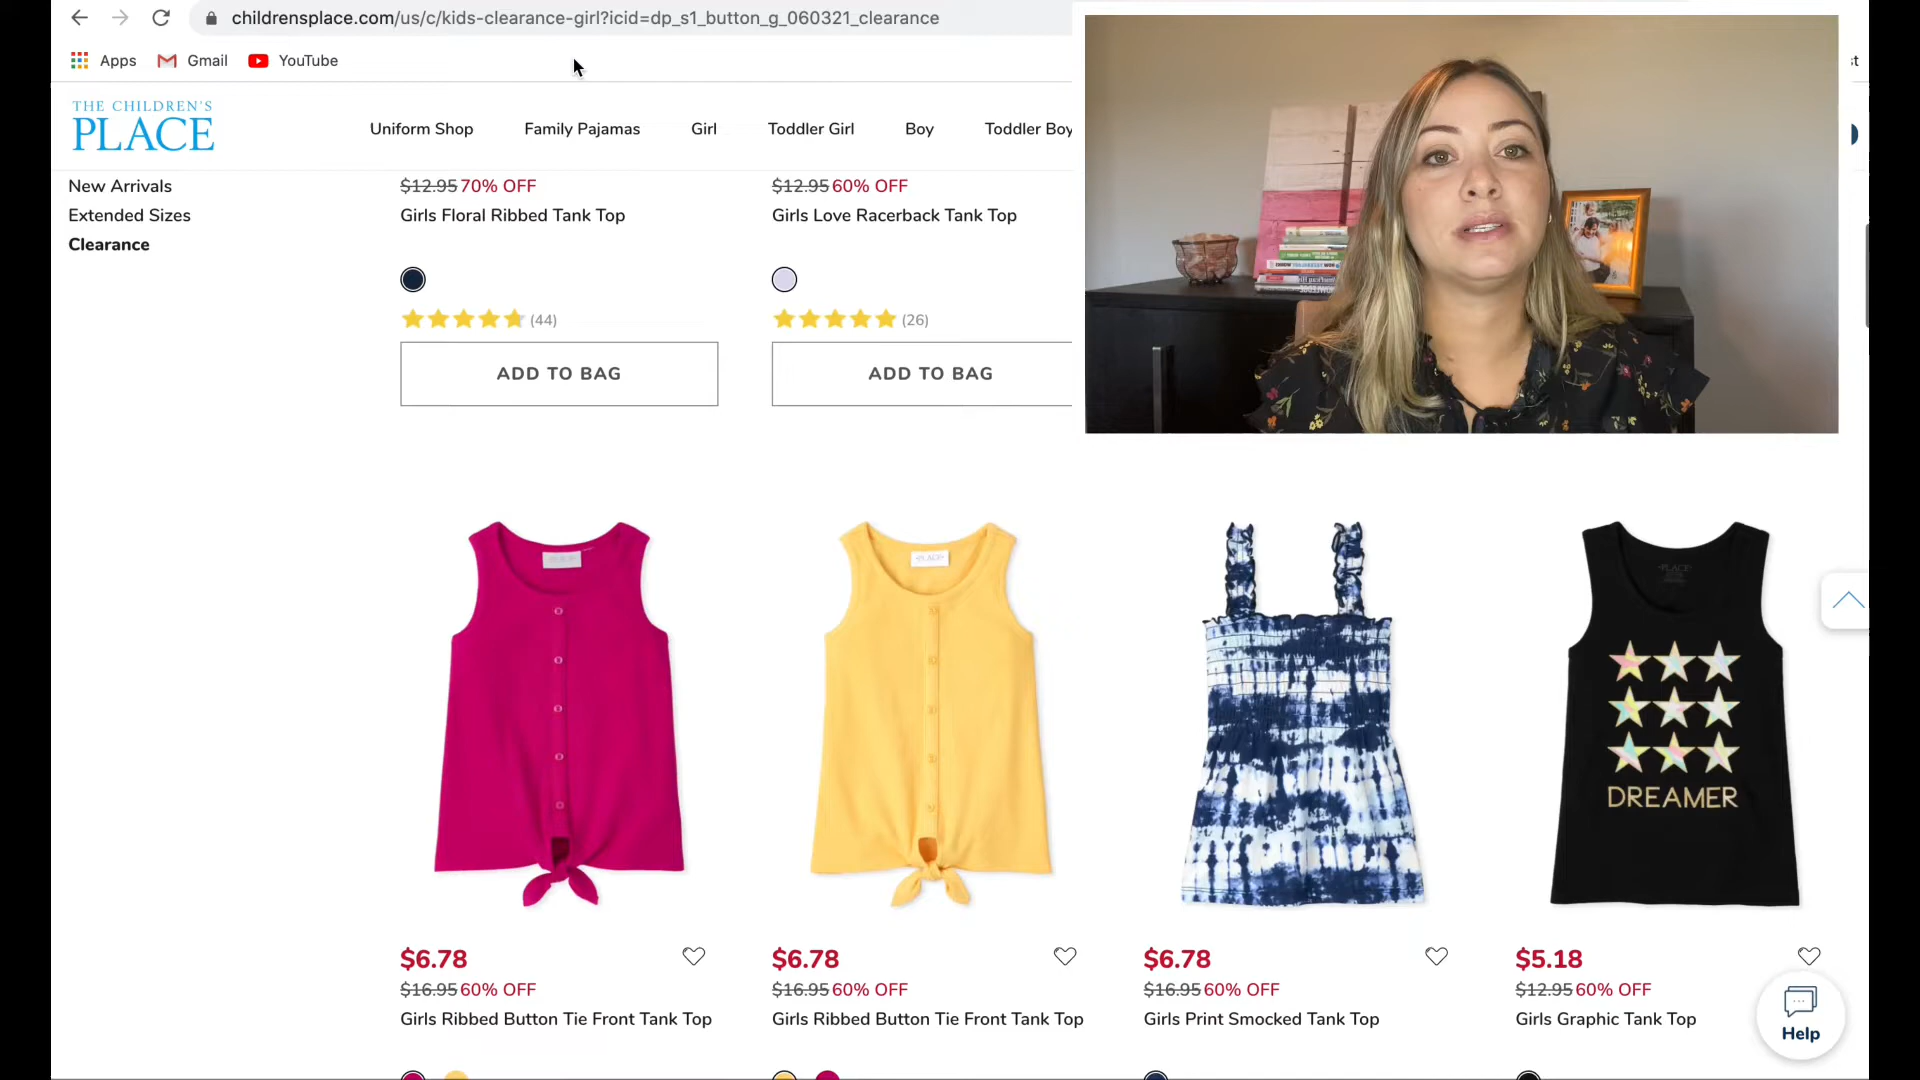 childrensplace.com/us/c/kids-clearance-girl?icid=dp_s1_button_g_060321_clearance
Apps Gmail YouTube
st
THE CHILDREN'S
PLACE
Uniform Shop Family Pajamas Girl Toddler Girl Boy Toddler Boy
New Arrivals
Extended Sizes
Clearance
$12.95 70% OFF
Girls Floral Ribbed Tank Top
(44)
ADD TO BAG
$12.95 60% OFF
Girls Love Racerback Tank Top
(26)
ADD TO BAG
PLACE
DREAMER
$6.78
$16.95 60% OFF
Girls Ribbed Button Tie Front Tank Top
$6.78
$16.95 60% OFF
Girls Ribbed Button Tie Front Tank Top
$6.78
$16.95 60% OFF
Girls Print Smocked Tank Top
$5.18
$12.95 60% OFF
Girls Graphic Tank Top
Help